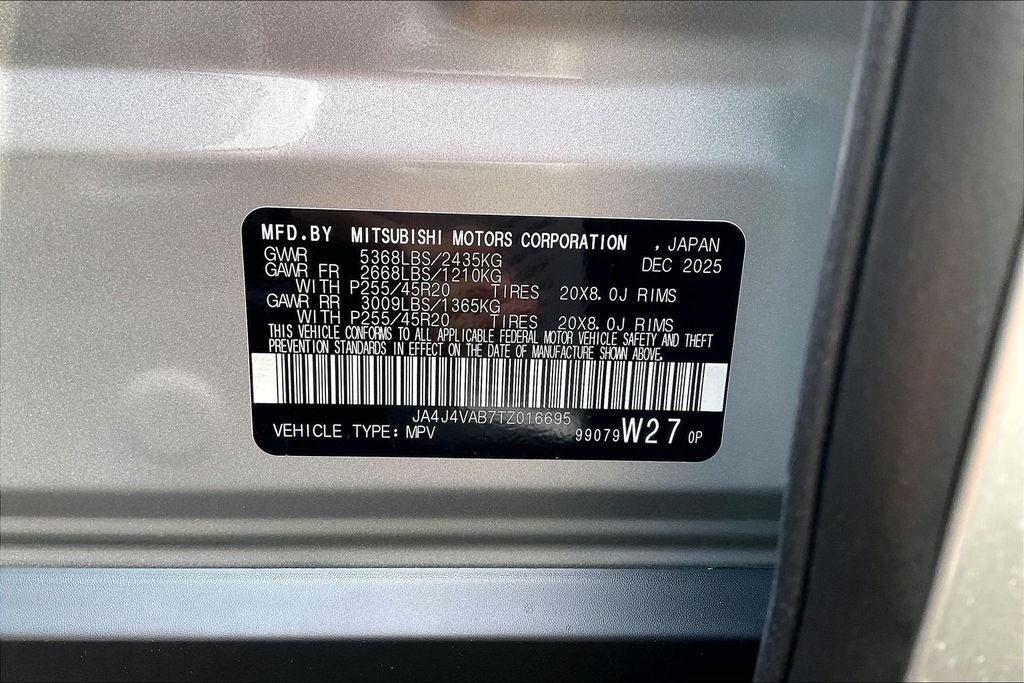 MFD.BY MITSUBISHI MOTORS CORPORATION , JAPAN
GVWR 5368LBS/2435KG DEC 2025
GAWR FR 2668LBS/1210KG
WITH P255/45R20 TIRES 20X8.0J RIMS
GAWR RR 3009LBS/1365KG
WITH P255/45R20 TIRES 20X8.0J RIMS
THIS VEHICLE CONFORMS TO ALL APPLICABLE FEDERAL MOTOR VEHICLE SAFETY AND THEFT
PREVENTION STANDARDS IN EFFECT ON THE DATE OF MANUFACTURE SHOWN ABOVE.
JA4J4VAB7TZ016695
VEHICLE TYPE: MPV 99079 W27 0P